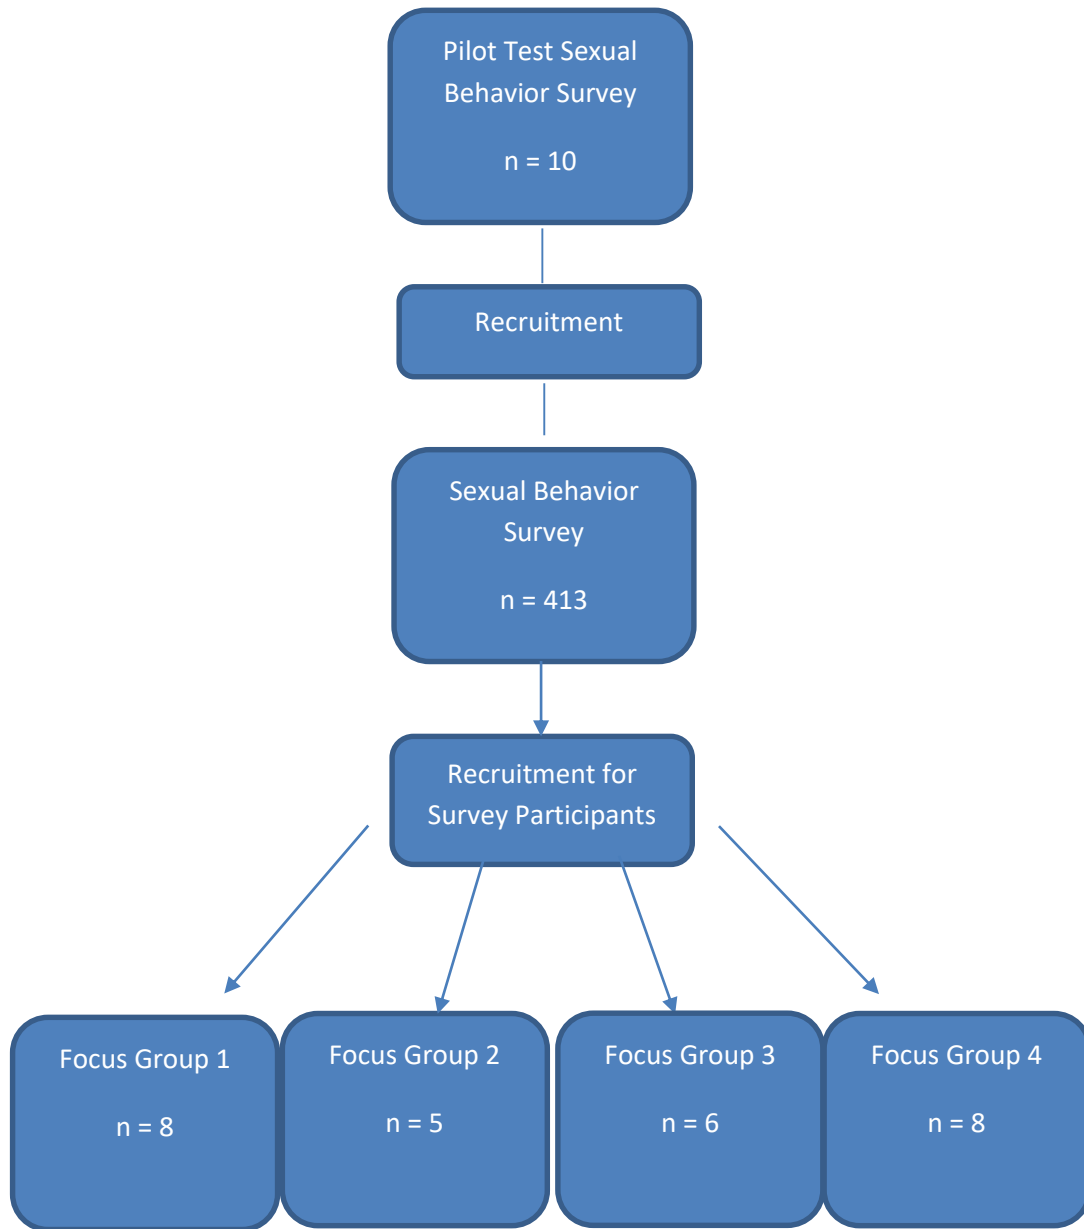 Pilot Test Sexual
Behavior Survey
n = 10
Recruitment
Sexual Behavior
Survey
n = 413
Recruitment for
Survey Participants
Focus Group 1
n = 8
Focus Group 2
n = 5
Focus Group 3
n = 6
Focus Group 4
n = 8